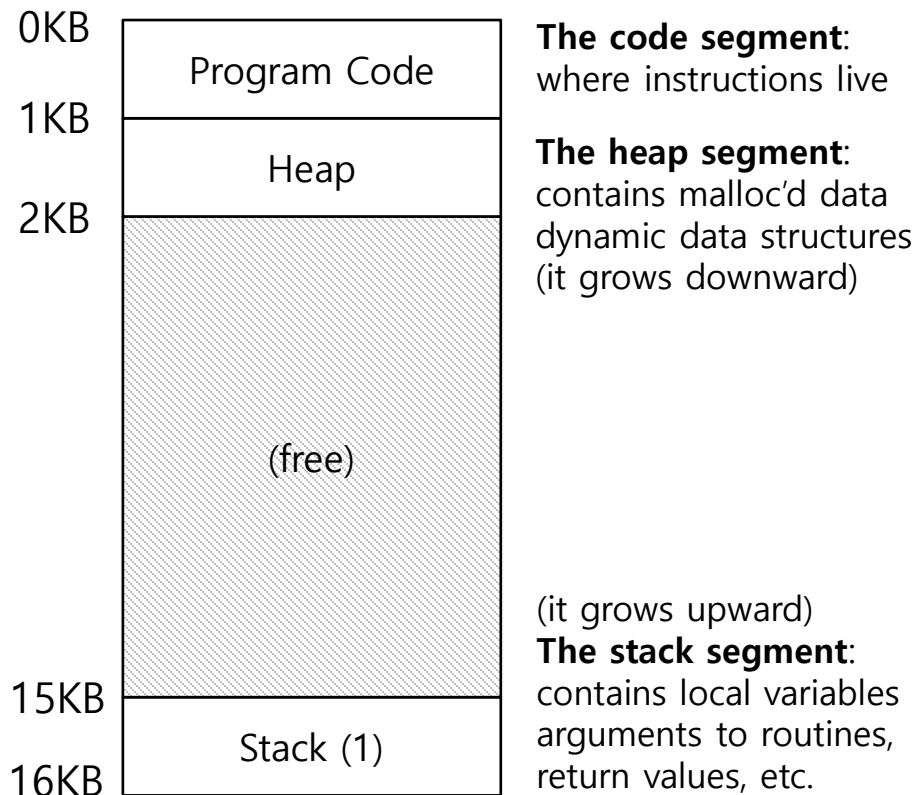 0KB
Program Code
The code segment:
where instructions live
1KB
Heap
The heap segment:
contains malloc’d data
dynamic data structures
(it grows downward)
2KB
(free)
(it grows upward)
The stack segment:
contains local variables
arguments to routines,
return values, etc.
15KB
Stack (1)
16KB